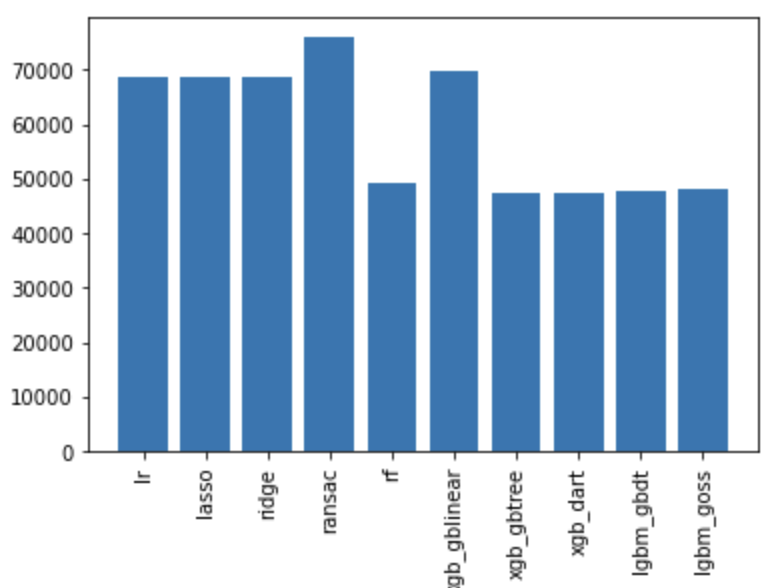 70000
60000
50000
40000
30000
20000
10000
0
lr
lasso
ridge
ransac
rf
gb_gblinear
xgb_gbtree
xgb_dart
lgbm_gbdt
lgbm_goss